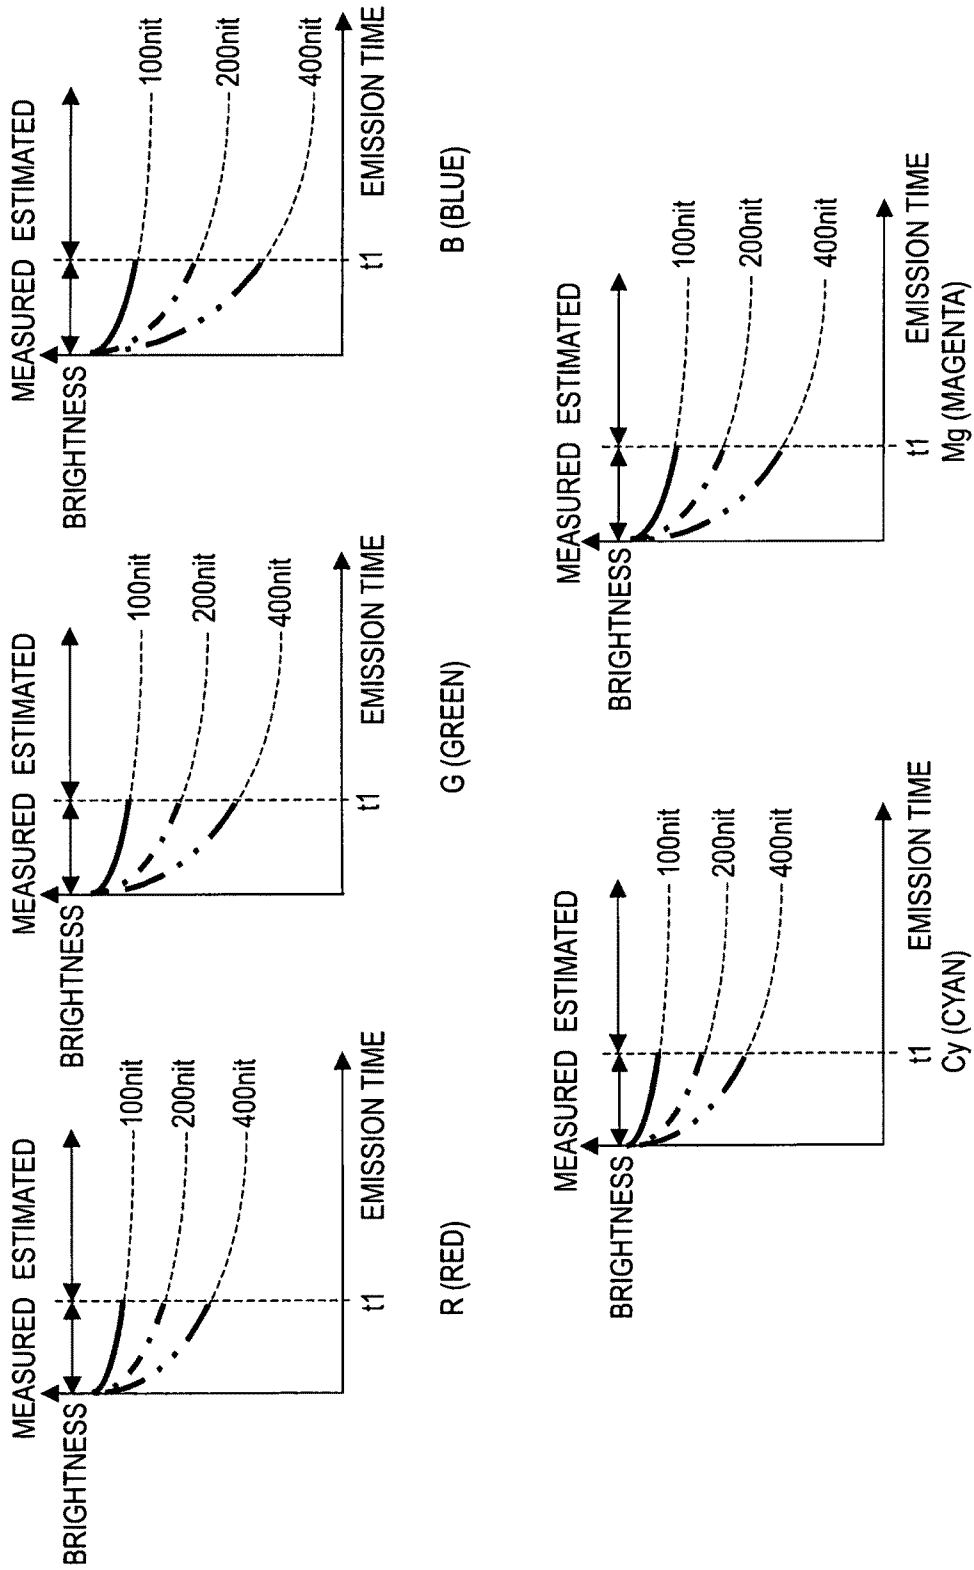 MEASURED ESTIMATED
BRIGHTNESS
100nit
200nit
400nit
t1
EMISSION TIME
R (RED)
MEASURED ESTIMATED
BRIGHTNESS
100nit
200nit
400nit
t1
EMISSION TIME
G (GREEN)
MEASURED ESTIMATED
BRIGHTNESS
100nit
200nit
400nit
t1
EMISSION TIME
B (BLUE)
MEASURED ESTIMATED
BRIGHTNESS
100nit
200nit
400nit
t1
EMISSION TIME
Cy (CYAN)
MEASURED ESTIMATED
BRIGHTNESS
100nit
200nit
400nit
t1
EMISSION TIME
Mg (MAGENTA)